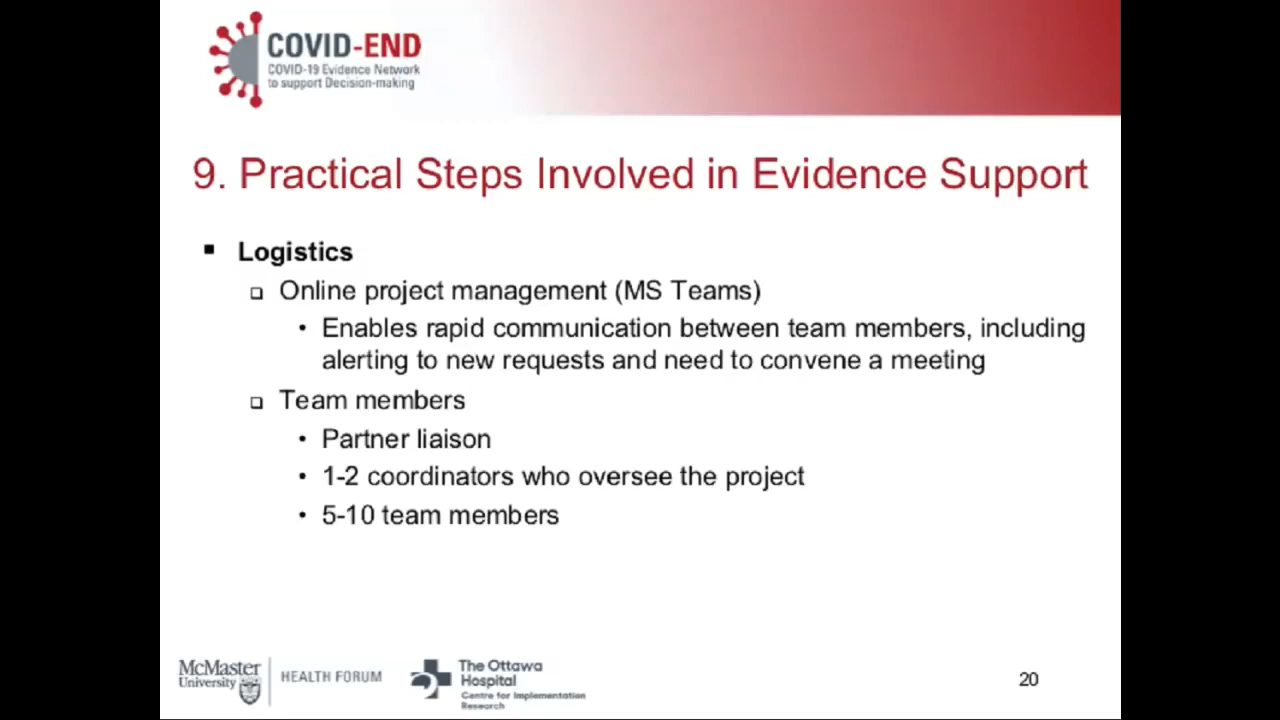 COVID-END
COVID-19 Evidence Network
to support Decision-making
9. Practical Steps Involved in Evidence Support
Logistics
Online project management (MS Teams)
Enables rapid communication between team members, including
alerting to new requests and need to convene a meeting
Team members
Partner liaison
1-2 coordinators who oversee the project
5-10 team members
McMaster
University
HEALTH FORUM
The Ottawa
Hospital
Centre for Implementation
Research
20